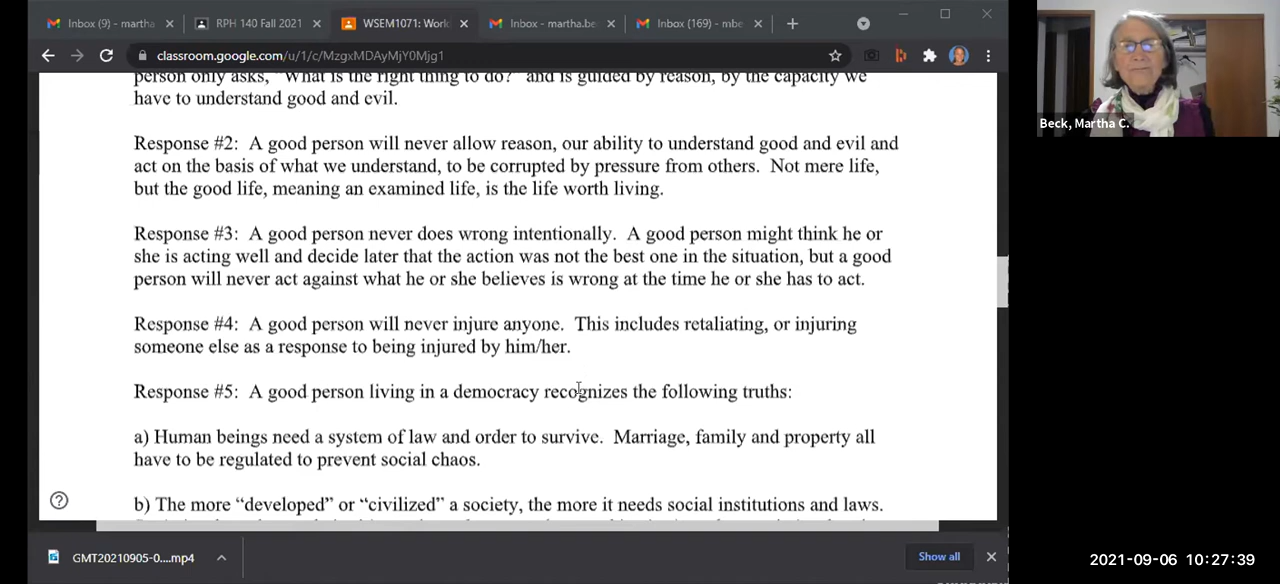 Inbox (9) - martha
RPH 140 Fall 2021
WSEM1071: Work
Inbox - martha.be
Inbox (169) - mbe
classroom.google.com/u/1/c/MzgxMDAyMjY0Mjg1
person only asks, "What is the right thing to do?" and is guided by reason, by the capacity we
have to understand good and evil.
Response #2: A good person will never allow reason, our ability to understand good and evil and
act on the basis of what we understand, to be corrupted by pressure from others. Not mere life,
but the good life, meaning an examined life, is the life worth living.
Response #3: A good person never does wrong intentionally. A good person might think he or
she is acting well and decide later that the action was not the best one in the situation, but a good
person will never act against what he or she believes is wrong at the time he or she has to act.
Response #4: A good person will never injure anyone. This includes retaliating, or injuring
someone else as a response to being injured by him/her.
Response #5: A good person living in a democracy recognizes the following truths:
a) Human beings need a system of law and order to survive. Marriage, family and property all
have to be regulated to prevent social chaos.
b) The more “developed” or “civilized” a society, the more it needs social institutions and laws.
GMT20210905-0....mp4
Show all
Beck, Martha C.
2021-09-06 10:27:39